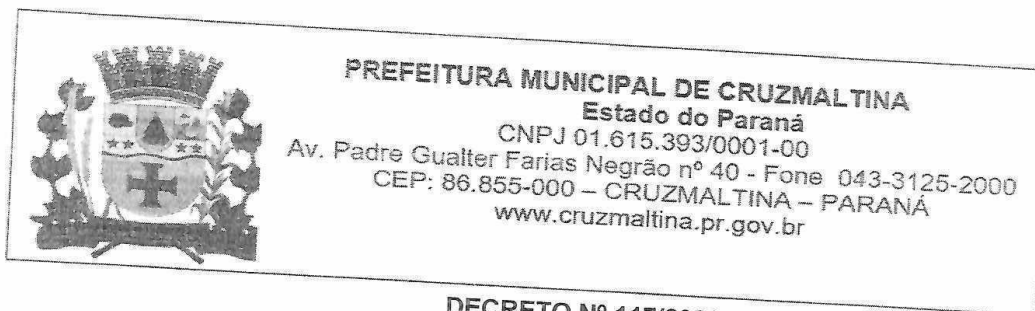 PREFEITURA MUNICIPAL DE CRUZMALTINA
Estado do Paraná
CNPJ 01.615.393/0001-00
Av. Padre Gualter Farias Negrão nº 40 - Fone 043-3125-2000
CEP: 86.855-000 – CRUZMALTINA – PARANÁ
www.cruzmaltina.pr.gov.br
DECRETO Nº